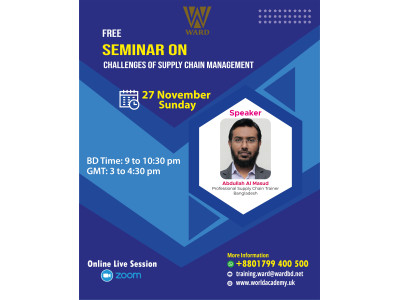 WARD
FREE
SEMINAR ON
CHALLENGES OF SUPPLY CHAIN MANAGEMENT
27 November
Sunday
Speaker
Abdullah Al Masud
Professional Supply Chain Trainer
Bangladesh
BD Time: 9 to 10:30 pm
GMT: 3 to 4:30 pm
Online Live Session
zoom
More Information
+8801799 400 500
training.ward@wardbd.net
www.worldacademy.uk